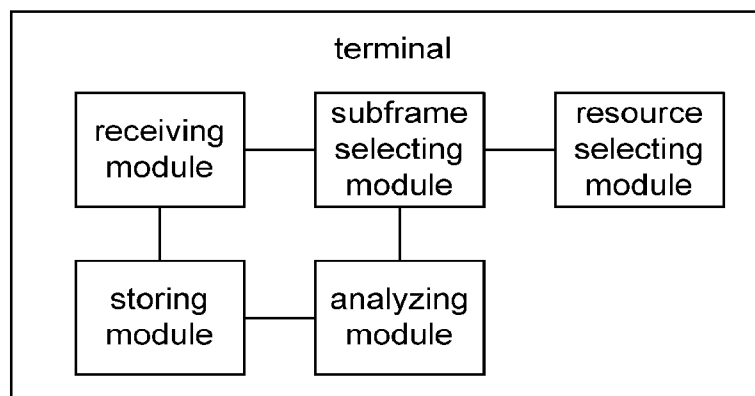 terminal
receiving
module
subframe
selecting
module
resource
selecting
module
storing
module
analyzing
module